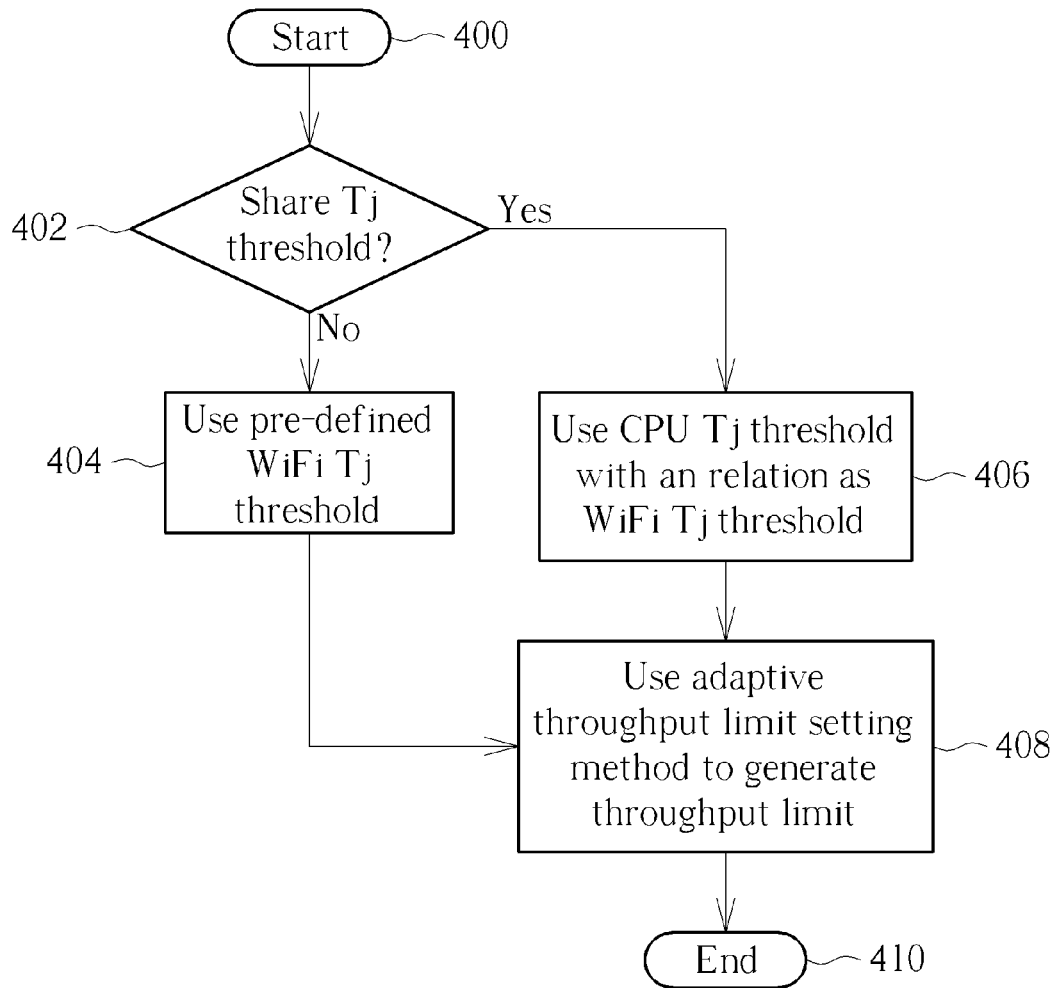 Start
400
402
Share Tj
threshold?
Yes
No
404
Use pre-defined
WiFi Tj
threshold
Use CPU Tj threshold
with an relation as
WiFi Tj threshold
406
Use adaptive
throughput limit setting
method to generate
throughput limit
408
End
410